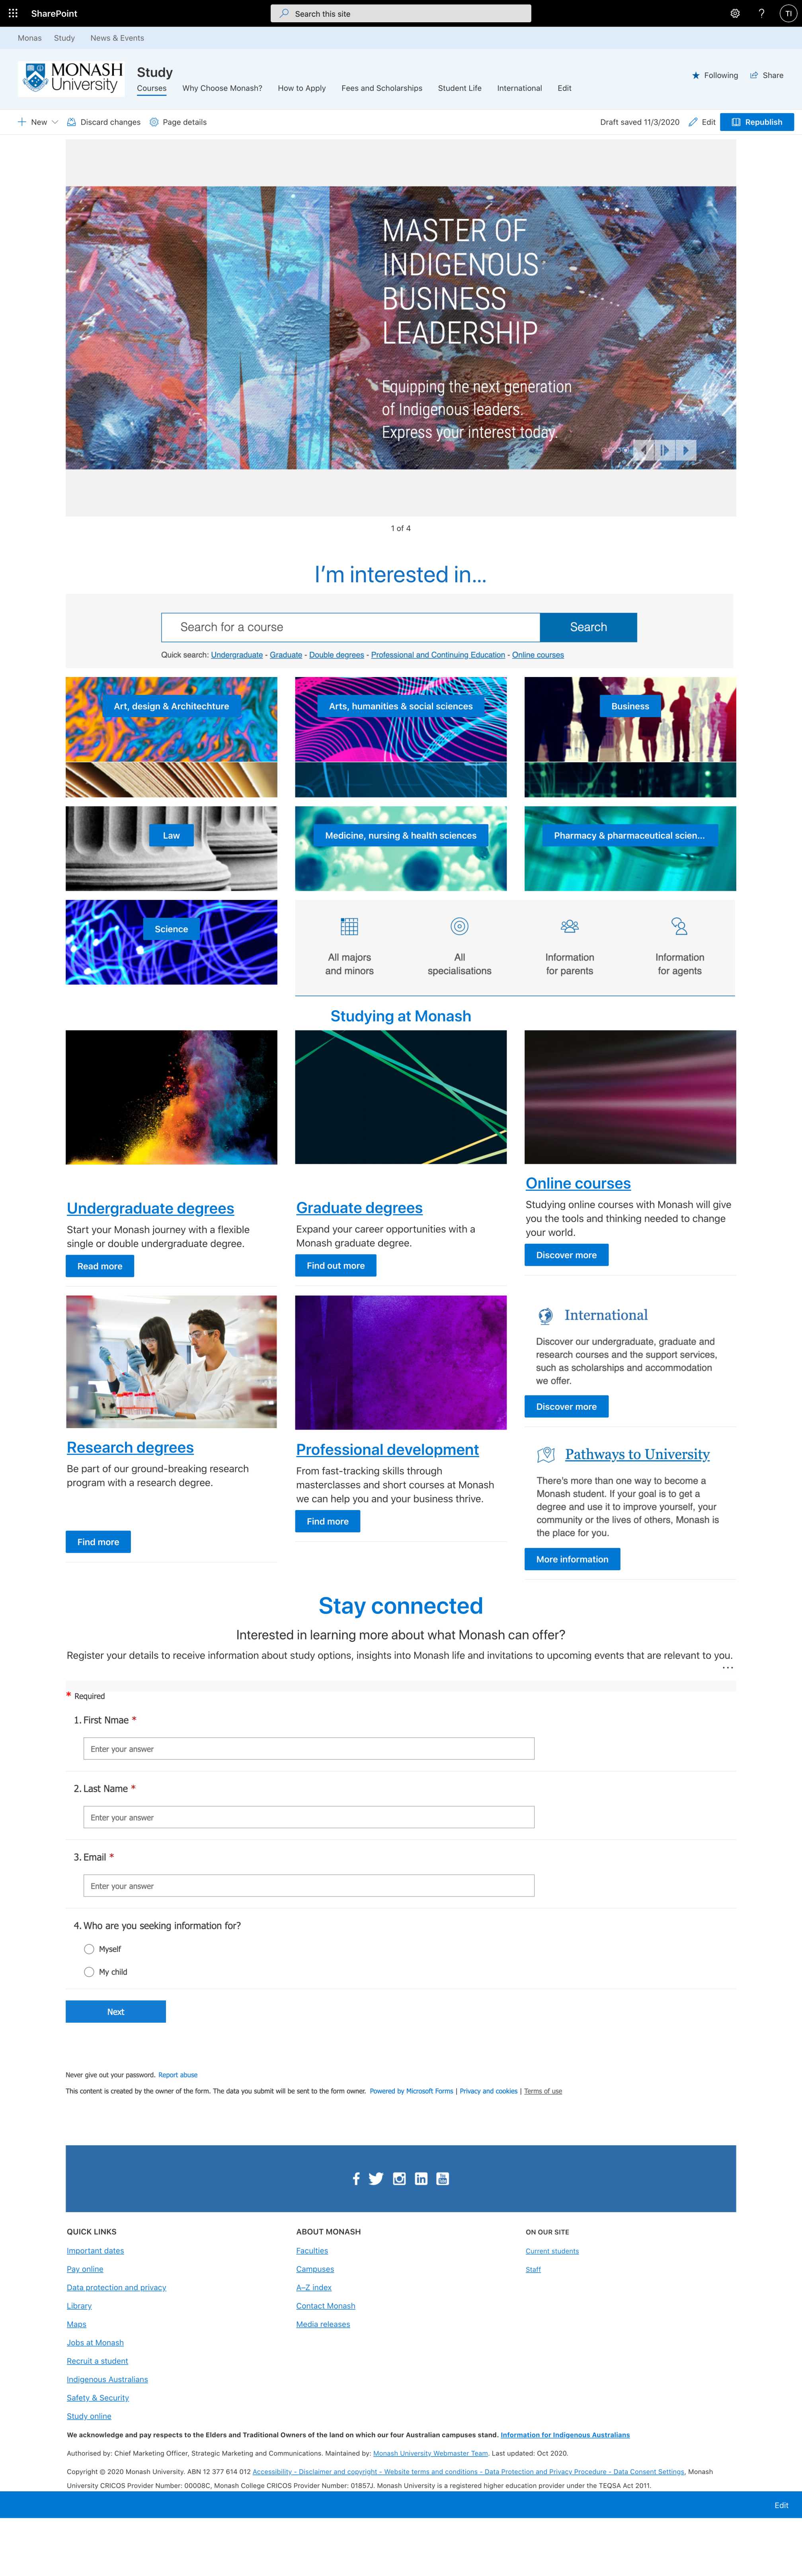 SharePoint
Search this site
?
TI
Monas Study News & Events
MONASH
University
Study
Courses Why Choose Monash? How to Apply Fees and Scholarships Student Life International Edit
Following Share
New Discard changes Page details
Draft saved 11/3/2020 Edit Republish
MASTER OF
INDIGENOUS
BUSINESS
LEADERSHIP
Equipping the next generation
of Indigenous leaders.
Express your interest today.
1 of 4
I'm interested in...
Search for a course Search
Quick search: Undergraduate - Graduate - Double degrees - Professional and Continuing Education - Online courses
Art, design & Architechture
Arts, humanities & social sciences
Business
Law
Medicine, nursing & health sciences
Pharmacy & pharmaceutical scien...
Science
All majors
and minors
All
specialisations
Information
for parents
Information
for agents
Studying at Monash
Undergraduate degrees
Start your Monash journey with a flexible
single or double undergraduate degree.
Read more
Graduate degrees
Expand your career opportunities with a
Monash graduate degree.
Find out more
Online courses
Studying online courses with Monash will give
you the tools and thinking needed to change
your world.
Discover more
Research degrees
Be part of our ground-breaking research
program with a research degree.
Find more
Professional development
From fast-tracking skills through
masterclasses and short courses at Monash
we can help you and your business thrive.
Find more
International
Discover our undergraduate, graduate and
research courses and the support services,
such as scholarships and accommodation
we offer.
Discover more
Pathways to University
There's more than one way to become a
Monash student. If your goal is to get a
degree and use it to improve yourself, your
community or the lives of others, Monash is
the place for you.
More information
Stay connected
Interested in learning more about what Monash can offer?
Register your details to receive information about study options, insights into Monash life and invitations to upcoming events that are relevant to you.
...
* Required
1. First Nmae *
Enter your answer
2. Last Name *
Enter your answer
3. Email *
Enter your answer
4. Who are you seeking information for?
Myself
My child
Next
Never give out your password. Report abuse
This content is created by the owner of the form. The data you submit will be sent to the form owner. Powered by Microsoft Forms | Privacy and cookies | Terms of use
QUICK LINKS
Important dates
Pay online
Data protection and privacy
Library
Maps
Jobs at Monash
Recruit a student
Indigenous Australians
Safety & Security
Study online
ABOUT MONASH
Faculties
Campuses
A-Z index
Contact Monash
Media releases
ON OUR SITE
Current students
Staff
We acknowledge and pay respects to the Elders and Traditional Owners of the land on which our four Australian campuses stand. Information for Indigenous Australians
Authorised by: Chief Marketing Officer, Strategic Marketing and Communications. Maintained by: Monash University Webmaster Team. Last updated: Oct 2020.
Copyright © 2020 Monash University. ABN 12 377 614 012 Accessibility - Disclaimer and copyright - Website terms and conditions - Data Protection and Privacy Procedure - Data Consent Settings, Monash
University CRICOS Provider Number: 00008C, Monash College CRICOS Provider Number: 01857J. Monash University is a registered higher education provider under the TEQSA Act 2011.
Edit